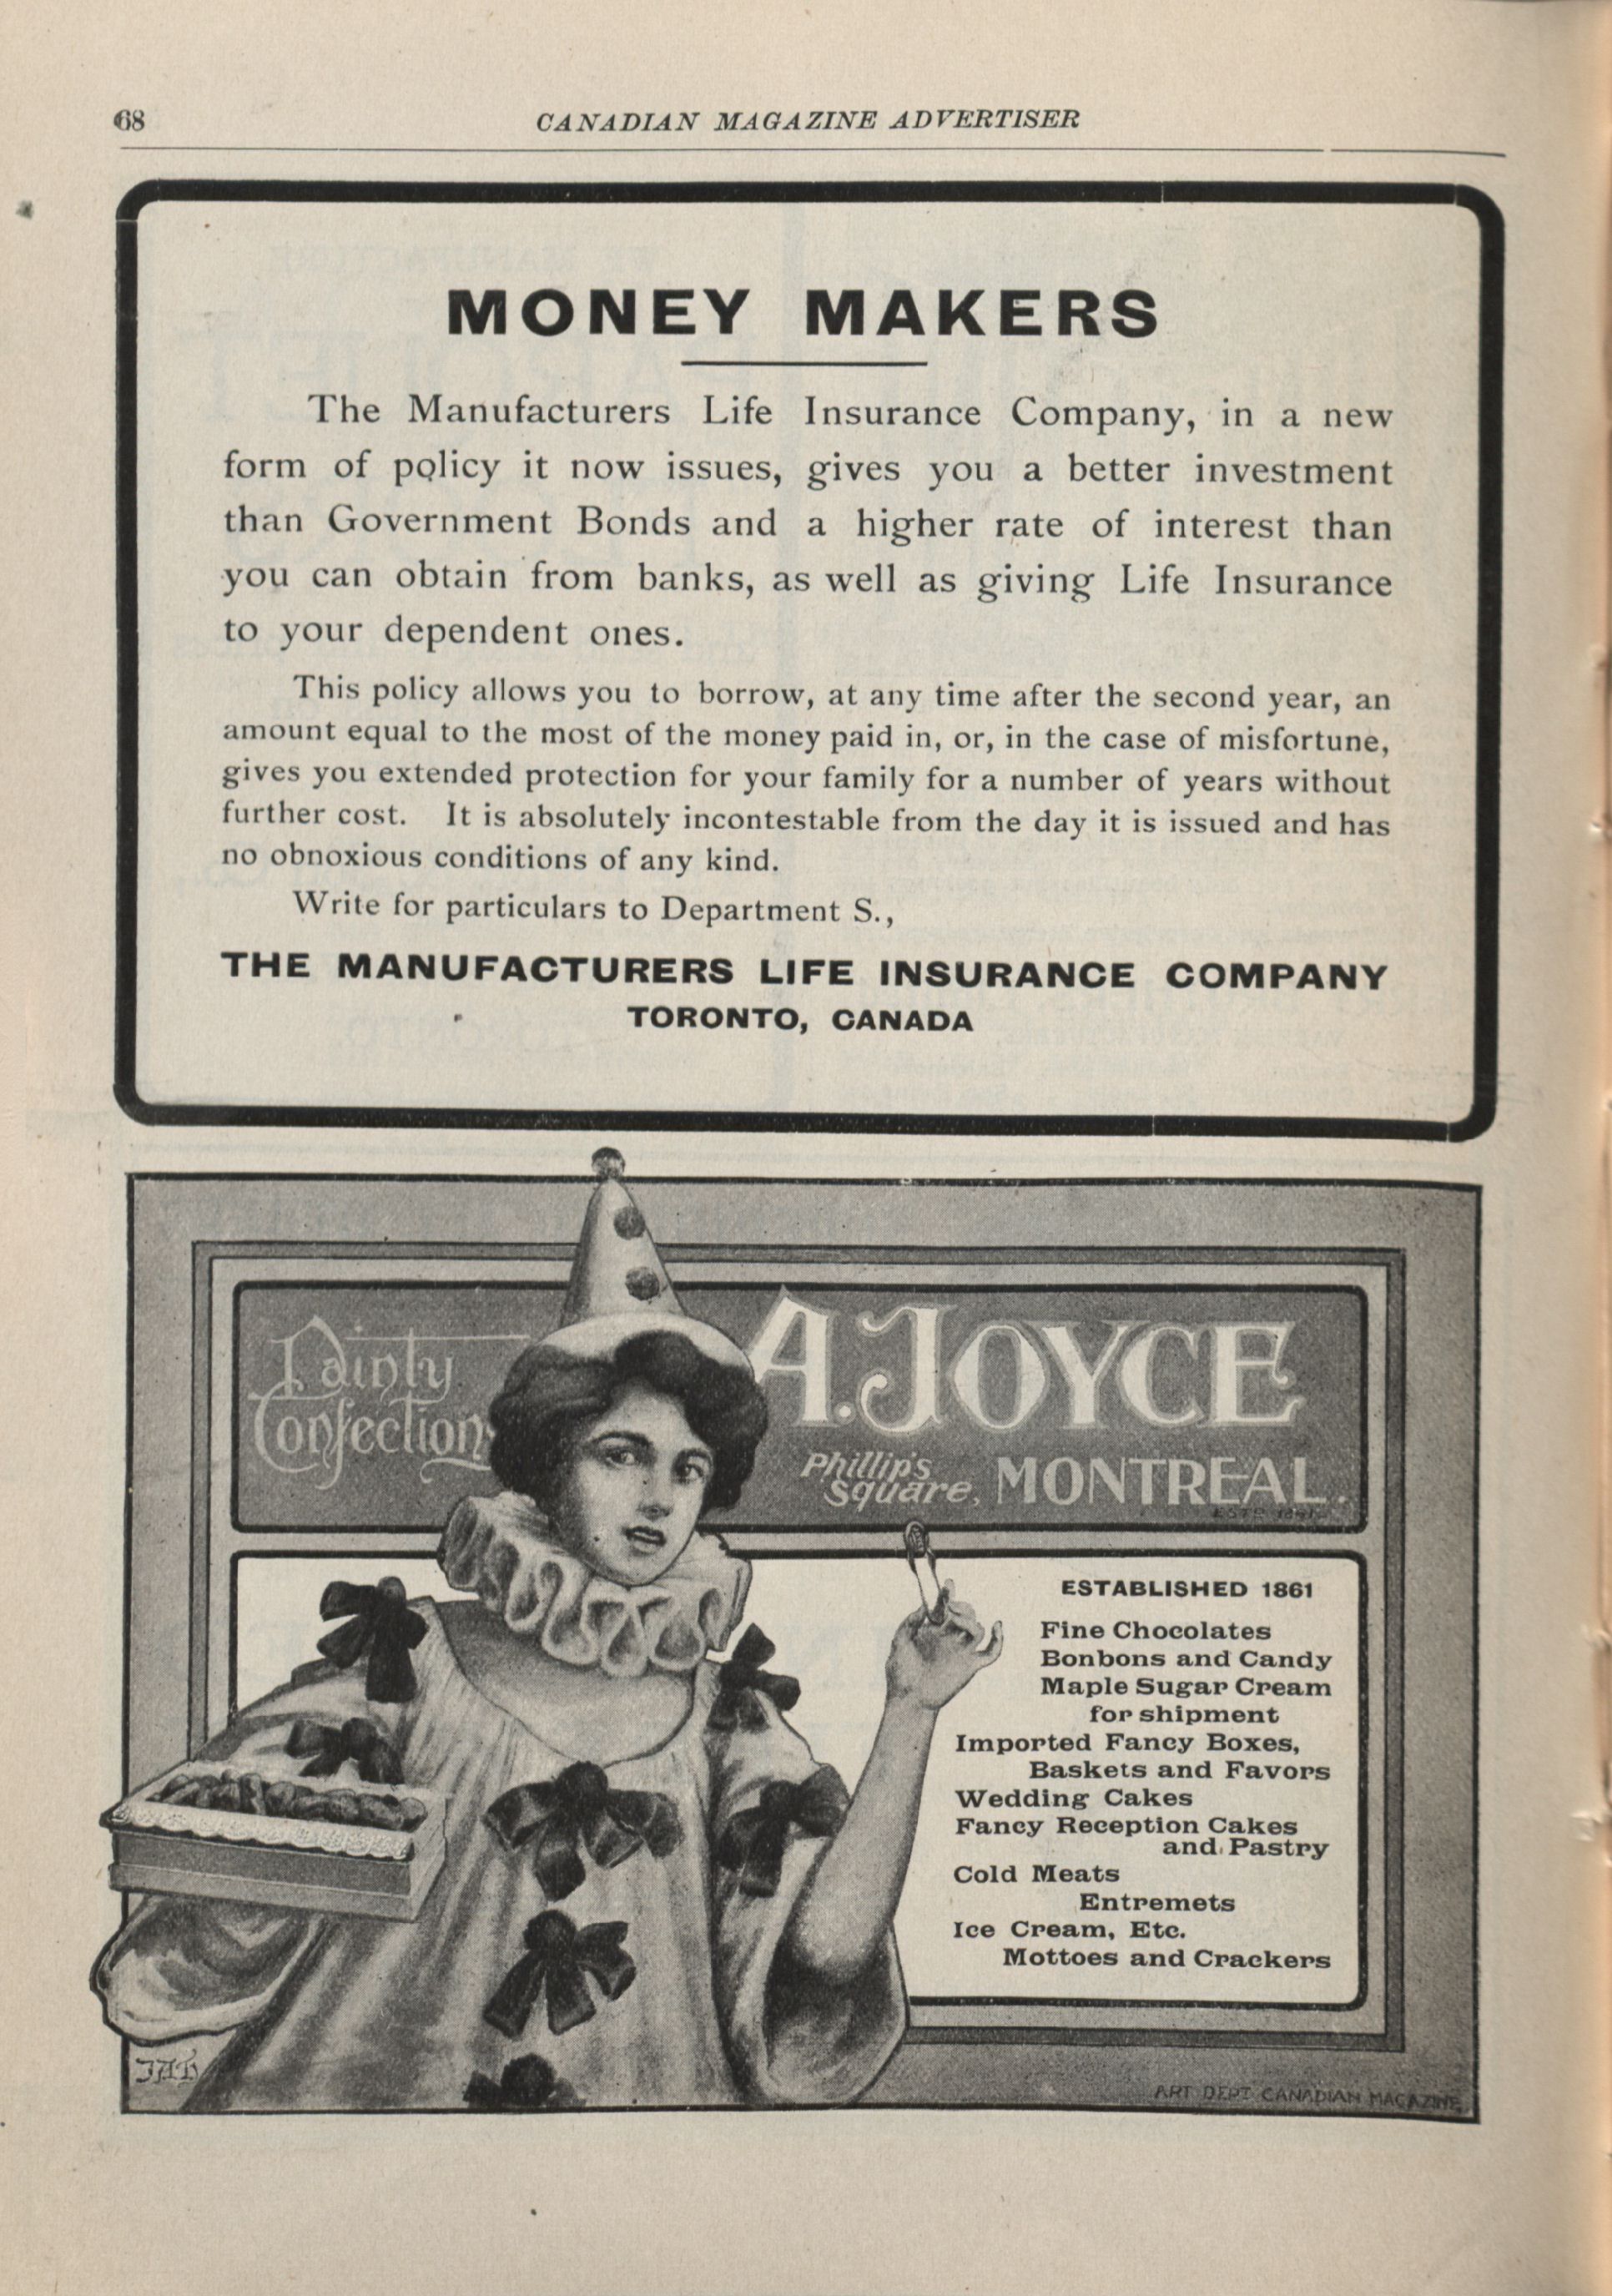 68
CANADIAN MAGAZINE ADVERTISER
MONEY MAKERS
The Manufacturers Life Insurance Company, in a new
form of policy it now issues, gives you a better investment
than Government Bonds and a higher rate of interest than
you can obtain from banks, as well as giving Life Insurance
to your dependent ones.
This policy allows you to borrow, at any time after the second year, an
amount equal to the most of the money paid in, or, in the case of misfortune,
gives you extended protection for your family for a number of years without
further cost. It is absolutely incontestable from the day it is issued and has
no obnoxious conditions of any kind.
Write for particulars to Department S.,
THE MANUFACTURERS LIFE INSURANCE COMPANY
TORONTO, CANADA
Dainty
Confection
A. JOYCE
Phillip's
Square, MONTREAL.
ESTABLISHED 1861
Fine Chocolates
Bonbons and Candy
Maple Sugar Cream
for shipment
Imported Fancy Boxes,
Baskets and Favors
Wedding Cakes
Fancy Reception Cakes
and Pastry
Cold Meats
Entremets
Ice Cream, Etc.
Mottoes and Crackers
ART DEPT CANADIAN MAGAZINE